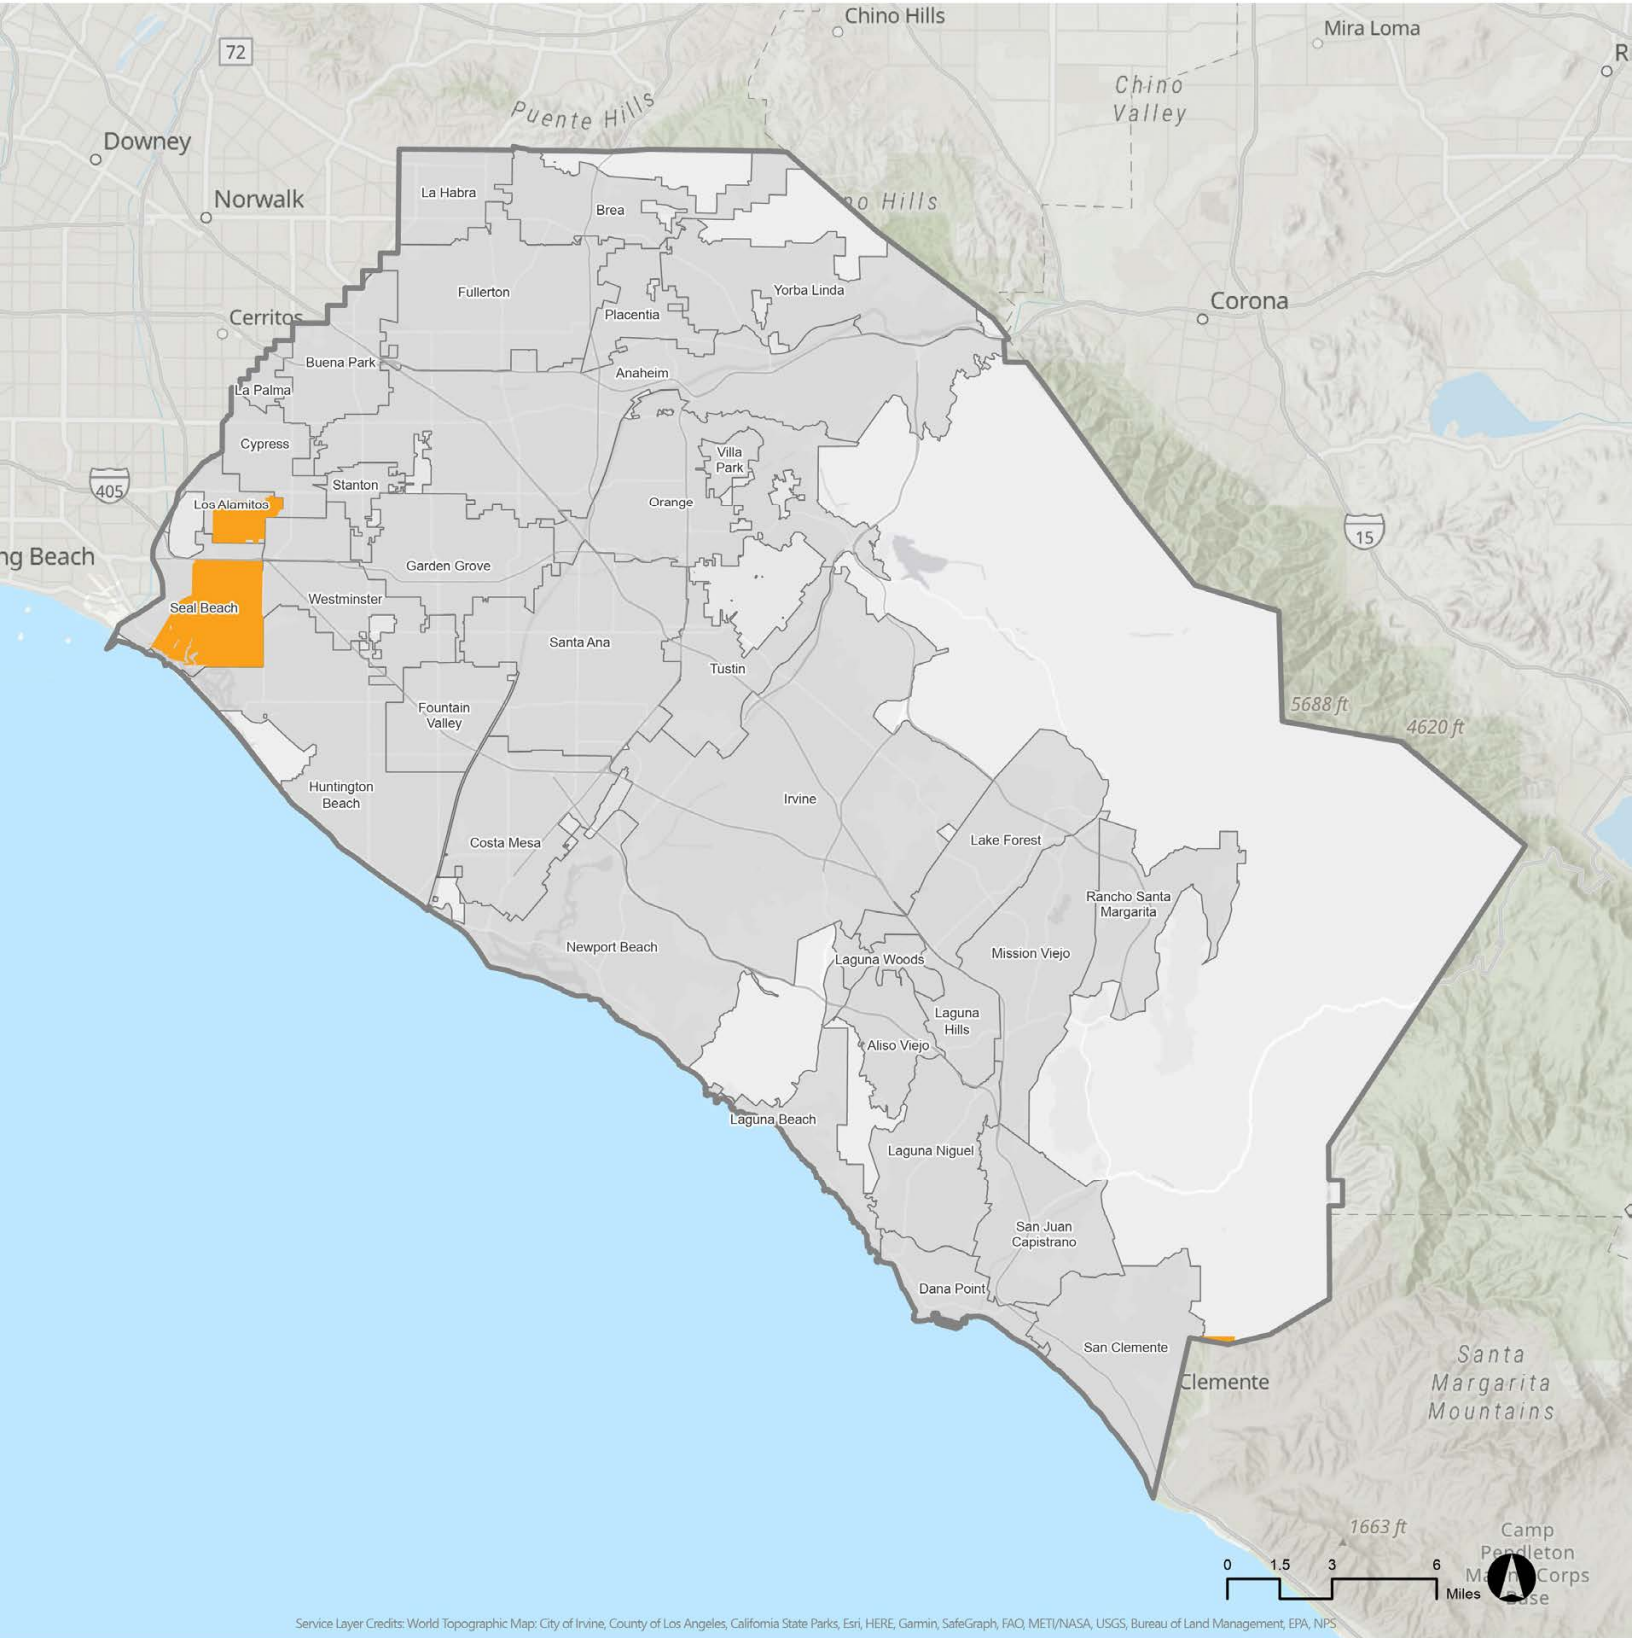 Chino Hills
Mira Loma
72
R
Chino
Valley
Puente Hills
Downey
La Habra
Norwalk
Brea
no Hills
Fullerton
Yorba Linda
Corona
Placentia
Cerritos
Buena Park
Anaheim
La Palma
Cypress
Villa
Park
405
Stanton
Los Alamitos
Orange
15
ng Beach
Garden Grove
Westminster
Seal Beach
Santa Ana
Tustin
5688 ft
Fountain
Valley
4620 ft
Huntington
Beach
Irvine
Costa Mesa
Lake Forest
Rancho Santa
Margarita
Newport Beach
Mission Viejo
Laguna Woods
Laguna
Hills
Aliso Viejo
Laguna Beach
Laguna Niguel
San Juan
Capistrano
Dana Point
San Clemente
Santa
Margarita
Mountains
Clemente
1663 ft
Camp
Pendleton
Corps
Base
0 1.5 3 6
Miles
Service Layer Credits: World Topographic Map: City of Irvine, County of Los Angeles, California State Parks, Esri, HERE, Garmin, SafeGraph, FAO, METI/NASA, USGS, Bureau of Land Management, EPA, NPS